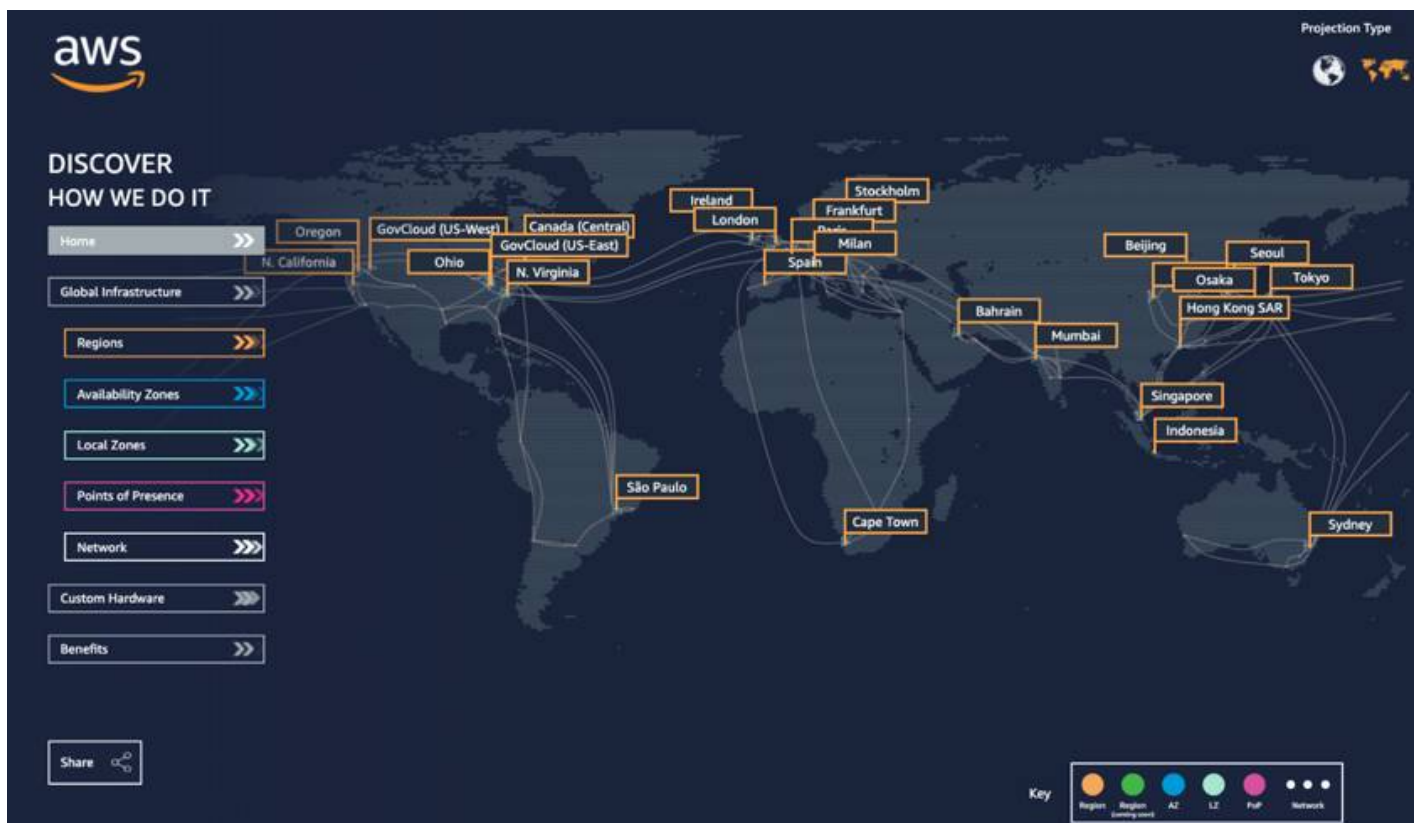 aws
Projection Type
DISCOVER
HOW WE DO IT
Home
Global Infrastructure
Regions
Availability Zones
Local Zones
Points of Presence
Network
Custom Hardware
Benefits
Share
Oregon
N. California
GovCloud (US-West)
Ohio
Canada (Central)
GovCloud (US-East)
N. Virginia
São Paulo
Ireland
London
Stockholm
Frankfurt
Paris
Milan
Spain
Cape Town
Bahrain
Mumbai
Beijing
Seoul
Osaka
Tokyo
Hong Kong SAR
Singapore
Indonesia
Sydney
Key
Region
Region
(coming soon)
AZ
LZ
PoP
Network